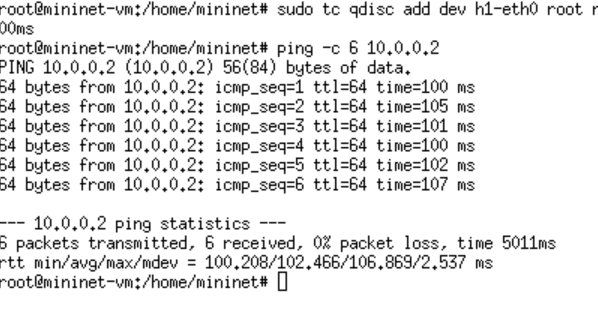 root@mininet-vm:/home/mininet# sudo tc qdisc add dev h1-eth0 root
00ms
root@mininet-vm:/home/mininet# ping -c 6 10.0.0.2
PING 10.0.0.2 (10.0.0.2) 56(84) bytes of data.
64 bytes from 10.0.0.2: icmp_seq=1 ttl=64 time=100 ms
64 bytes from 10.0.0.2: icmp_seq=2 ttl=64 time=105 ms
64 bytes from 10.0.0.2: icmp_seq=3 ttl=64 time=101 ms
64 bytes from 10.0.0.2: icmp_seq=4 ttl=64 time=100 ms
64 bytes from 10.0.0.2: icmp_seq=5 ttl=64 time=102 ms
64 bytes from 10.0.0.2: icmp_seq=6 ttl=64 time=107 ms
--- 10.0.0.2 ping statistics ---
6 packets transmitted, 6 received, 0% packet loss, time 5011ms
rtt min/avg/max/mdev = 100.208/102.466/106.869/2.537 ms
root@mininet-vm:/home/mininet#